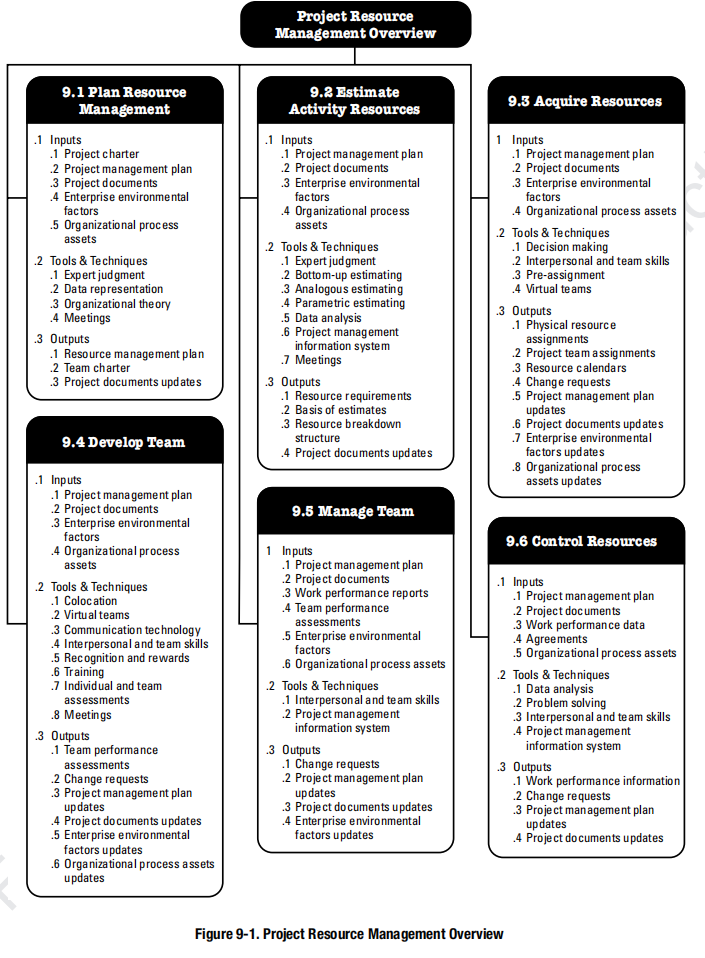 Project Resource
Management Overview
9.1 Plan Resource
Management
.1 Inputs
.1 Project charter
.2 Project management plan
.3 Project documents
.4 Enterprise environmental
factors
.5 Organizational process
assets
.2 Tools & Techniques
.1 Expert judgment
.2 Data representation
.3 Organizational theory
.4 Meetings
.3 Outputs
.1 Resource management plan
.2 Team charter
.3 Project documents updates
9.2 Estimate
Activity Resources
.1 Inputs
.1 Project management plan
.2 Project documents
.3 Enterprise environmental
factors
.4 Organizational process
assets
.2 Tools & Techniques
.1 Expert judgment
.2 Bottom-up estimating
.3 Analogous estimating
.4 Parametric estimating
.5 Data analysis
.6 Project management
information system
.7 Meetings
.3 Outputs
.1 Resource requirements
.2 Basis of estimates
.3 Resource breakdown
structure
.4 Project documents updates
9.3 Acquire Resources
1 Inputs
.1 Project management plan
.2 Project documents
.3 Enterprise environmental
factors
.4 Organizational process assets
.2 Tools & Techniques
.1 Decision making
.2 Interpersonal and team skills
.3 Pre-assignment
.4 Virtual teams
.3 Outputs
.1 Physical resource
assignments
.2 Project team assignments
.3 Resource calendars
.4 Change requests
.5 Project management plan
updates
.6 Project documents updates
.7 Enterprise environmental
factors updates
.8 Organizational process
assets updates
9.4 Develop Team
.1 Inputs
.1 Project management plan
.2 Project documents
.3 Enterprise environmental
factors
.4 Organizational process
assets
.2 Tools & Techniques
.1 Colocation
.2 Virtual teams
.3 Communication technology
.4 Interpersonal and team skills
.5 Recognition and rewards
.6 Training
.7 Individual and team
assessments
.8 Meetings
.3 Outputs
.1 Team performance
assessments
.2 Change requests
.3 Project management plan
updates
.4 Project documents updates
.5 Enterprise environmental
factors updates
.6 Organizational process assets
updates
9.5 Manage Team
1 Inputs
.1 Project management plan
.2 Project documents
.3 Work performance reports
.4 Team performance
assessments
.5 Enterprise environmental
factors
.6 Organizational process assets
.2 Tools & Techniques
.1 Interpersonal and team skills
.2 Project management
information system
.3 Outputs
.1 Change requests
.2 Project management plan
updates
.3 Project documents updates
.4 Enterprise environmental
factors updates
9.6 Control Resources
.1 Inputs
.1 Project management plan
.2 Project documents
.3 Work performance data
.4 Agreements
.5 Organizational process assets
.2 Tools & Techniques
.1 Data analysis
.2 Problem solving
.3 Interpersonal and team skills
.4 Project management
information system
.3 Outputs
.1 Work performance information
.2 Change requests
.3 Project management plan
updates
.4 Project documents updates
Figure 9-1. Project Resource Management Overview